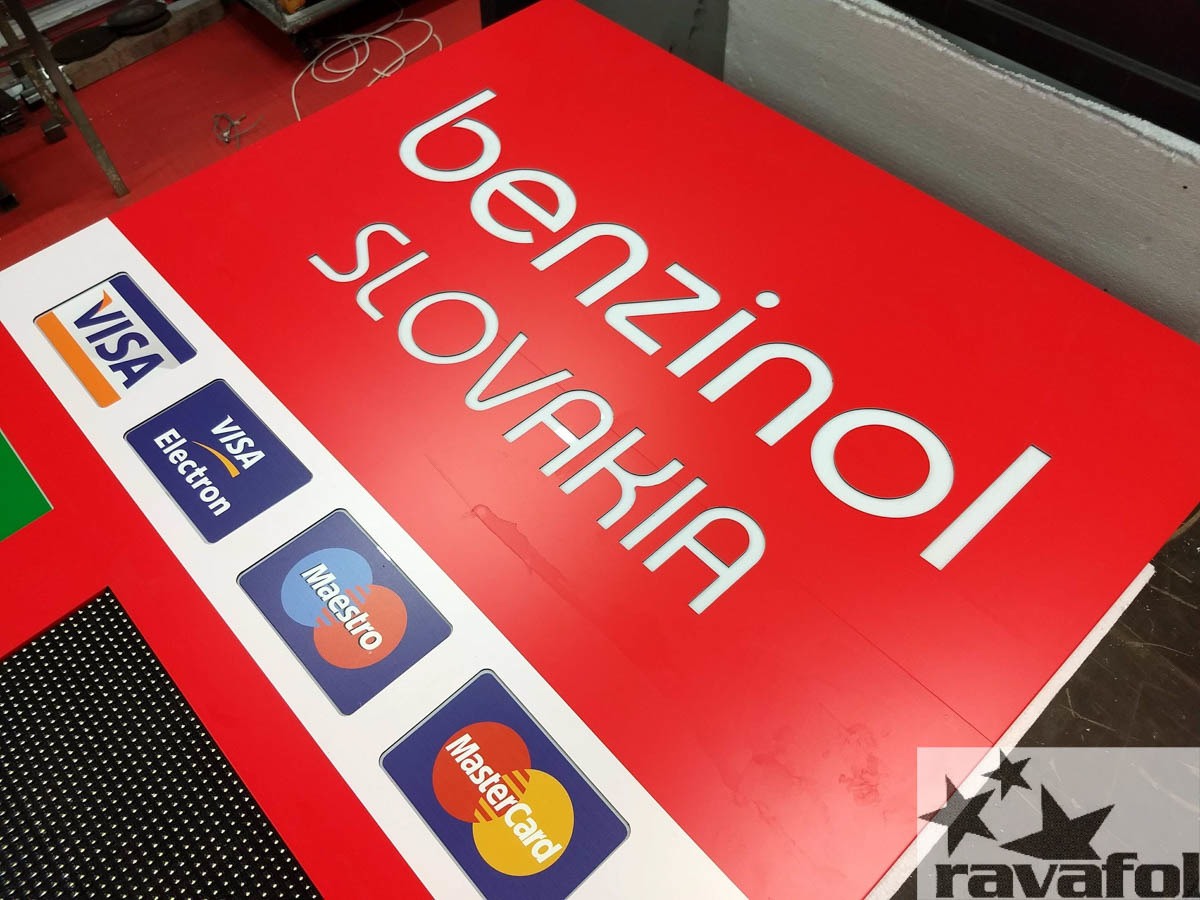 benzinol
SLOVAKIA
VISA
VISA
Electron
Maestro
MasterCard
ravafol